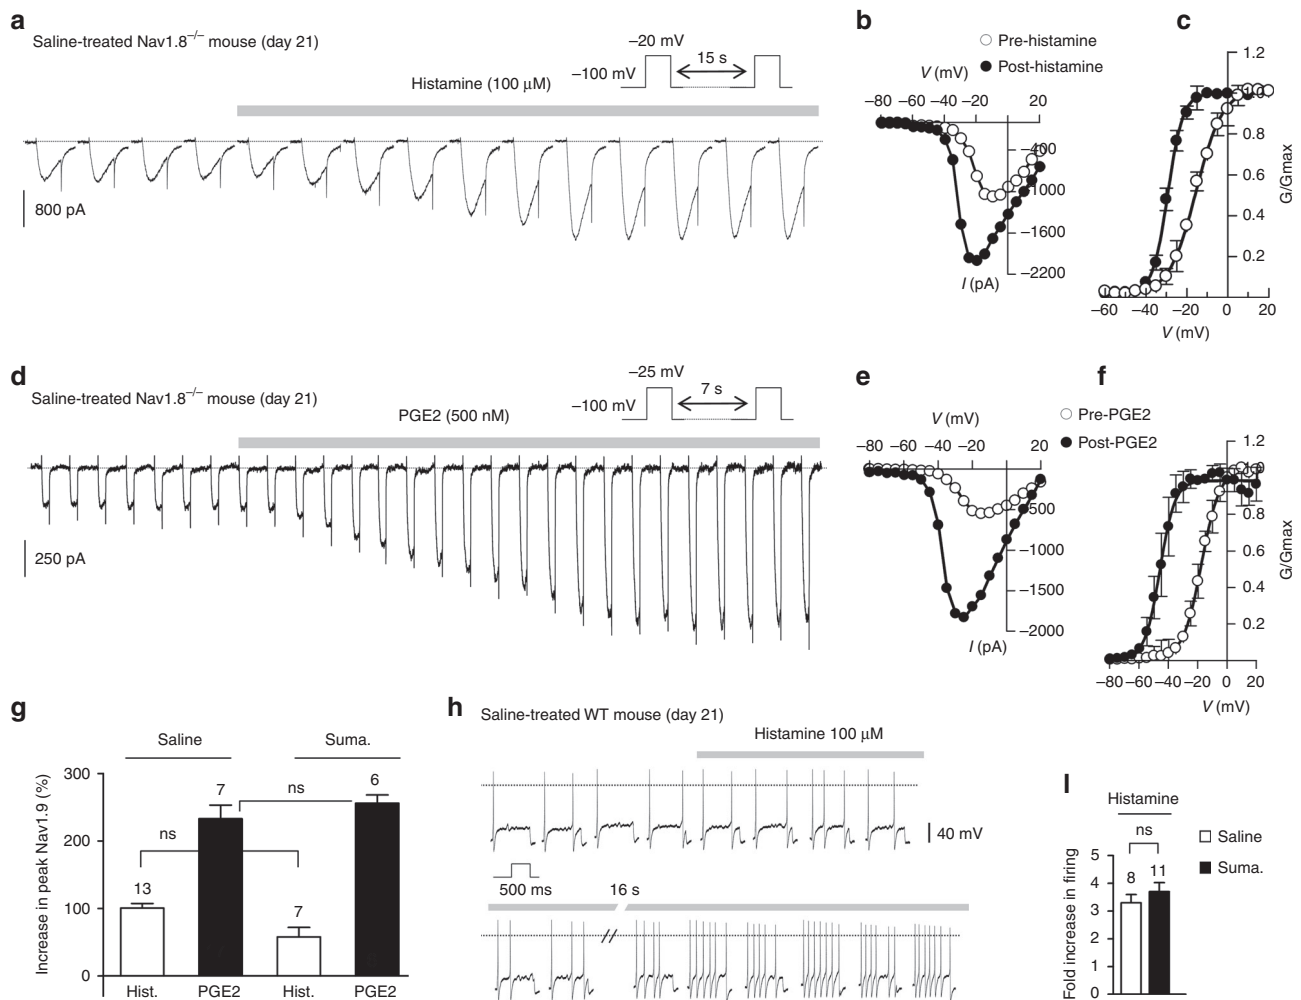 a
Saline-treated Nav1.8−/− mouse (day 21)
−20 mV
15 s
−100 mV
Histamine (100 μM)
800 pA
b
Pre-histamine
Post-histamine
V (mV)
−80 −60 −40 −20 20
−400
1000
−1600
−2200
I (pA)
c
1.2
1.0
0.8
0.6
0.4
0.2
G/Gmax
−60 −40 −20 0 20
V (mV)
d
Saline-treated Nav1.8−/− mouse (day 21)
−25 mV
7 s
−100 mV
PGE2 (500 nM)
250 pA
e
Pre-PGE2
Post-PGE2
V (mV)
−80 −60 −40 −20 20
500
−1000
−1500
−2000
I (pA)
f
1.2
1.0
0.8
0.6
0.4
0.2
G/Gmax
−80 −60 −40 −20 0 20
V (mV)
g
Saline Suma.
Increase in peak Nav1.9 (%)
300
200
100
0
13 7 7 6
ns
ns
Hist. PGE2 Hist. PGE2
h
Saline-treated WT mouse (day 21)
Histamine 100 μM
40 mV
500 ms
16 s
I
Histamine
ns
8 11
Saline
Suma.
Fold increase in firing
5
4
3
2
1
0